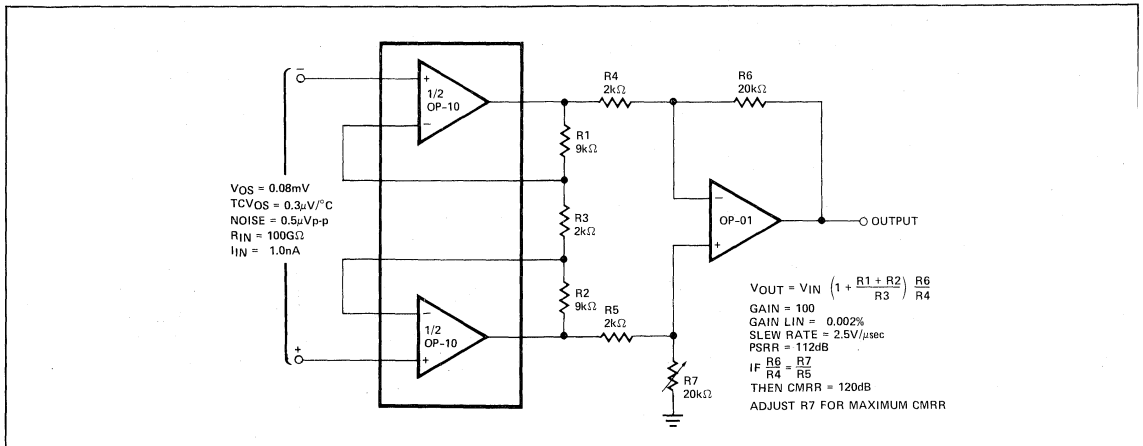 −
+
1/2
OP-10
−
R4
2kΩ
R6
20kΩ
R1
9kΩ
VOS = 0.08mV
TCVOS = 0.3µV/°C
NOISE = 0.5µVp-p
RIN = 100GΩ
IIN = 1.0nA
R3
2kΩ
−
OP-01
+
OUTPUT
R2
9kΩ
R5
2kΩ
−
1/2
OP-10
+
+
R7
20kΩ
VOUT = VIN (1 + R1 + R2 / R3) R6 / R4
GAIN = 100
GAIN LIN = 0.002%
SLEW RATE = 2.5V/µsec
PSRR = 112dB
IF R6 / R4 = R7 / R5
THEN CMRR = 120dB
ADJUST R7 FOR MAXIMUM CMRR